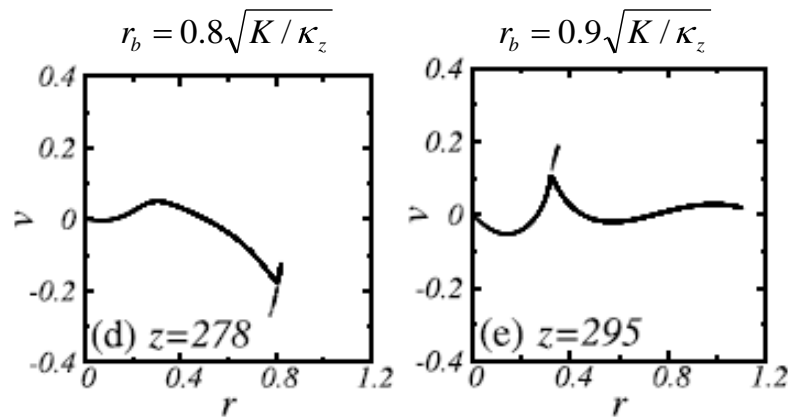 r_b = 0.8√K / κ_z
r_b = 0.9√K / κ_z
0.4
0.2
0
-0.2
-0.4
v
(d) z=278
0
0.4
0.8
1.2
r
0.4
0.2
0
-0.2
-0.4
v
(e) z=295
0
0.4
0.8
1.2
r